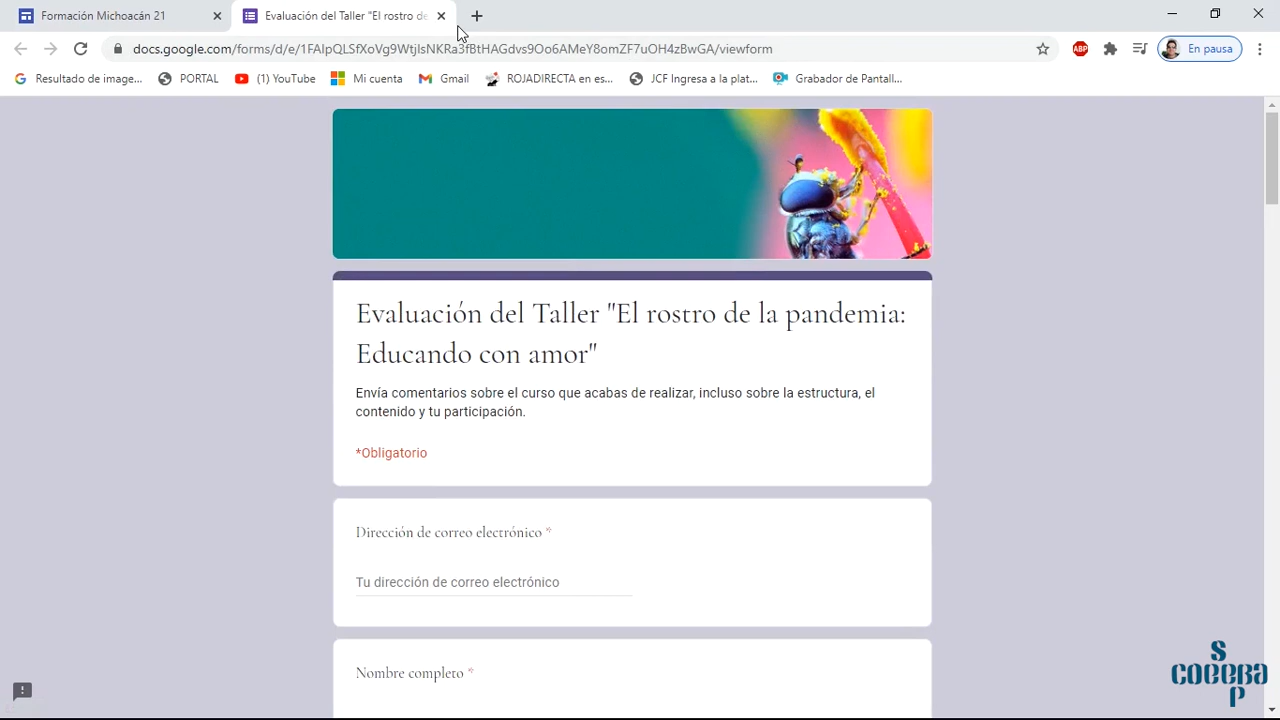 Formación Michoacán 21
Evaluación del Taller "El rostro de
docs.google.com/forms/d/e/1FAIpQLSfXoVg9WtjIsNKRa3fBtHAGdvs9Oo6AMeY8omZF7uOH4zBwGA/viewform
ABP
En pausa
Resultado de image...
PORTAL
(1) YouTube
Mi cuenta
Gmail
ROJADIRECTA en es...
JCF Ingresa a la plat...
Grabador de Pantall...
Evaluación del Taller "El rostro de la pandemia:
Educando con amor"
Envía comentarios sobre el curso que acabas de realizar, incluso sobre la estructura, el
contenido y tu participación.
*Obligatorio
Dirección de correo electrónico *
Tu dirección de correo electrónico
Nombre completo *
S
COEEBA
P